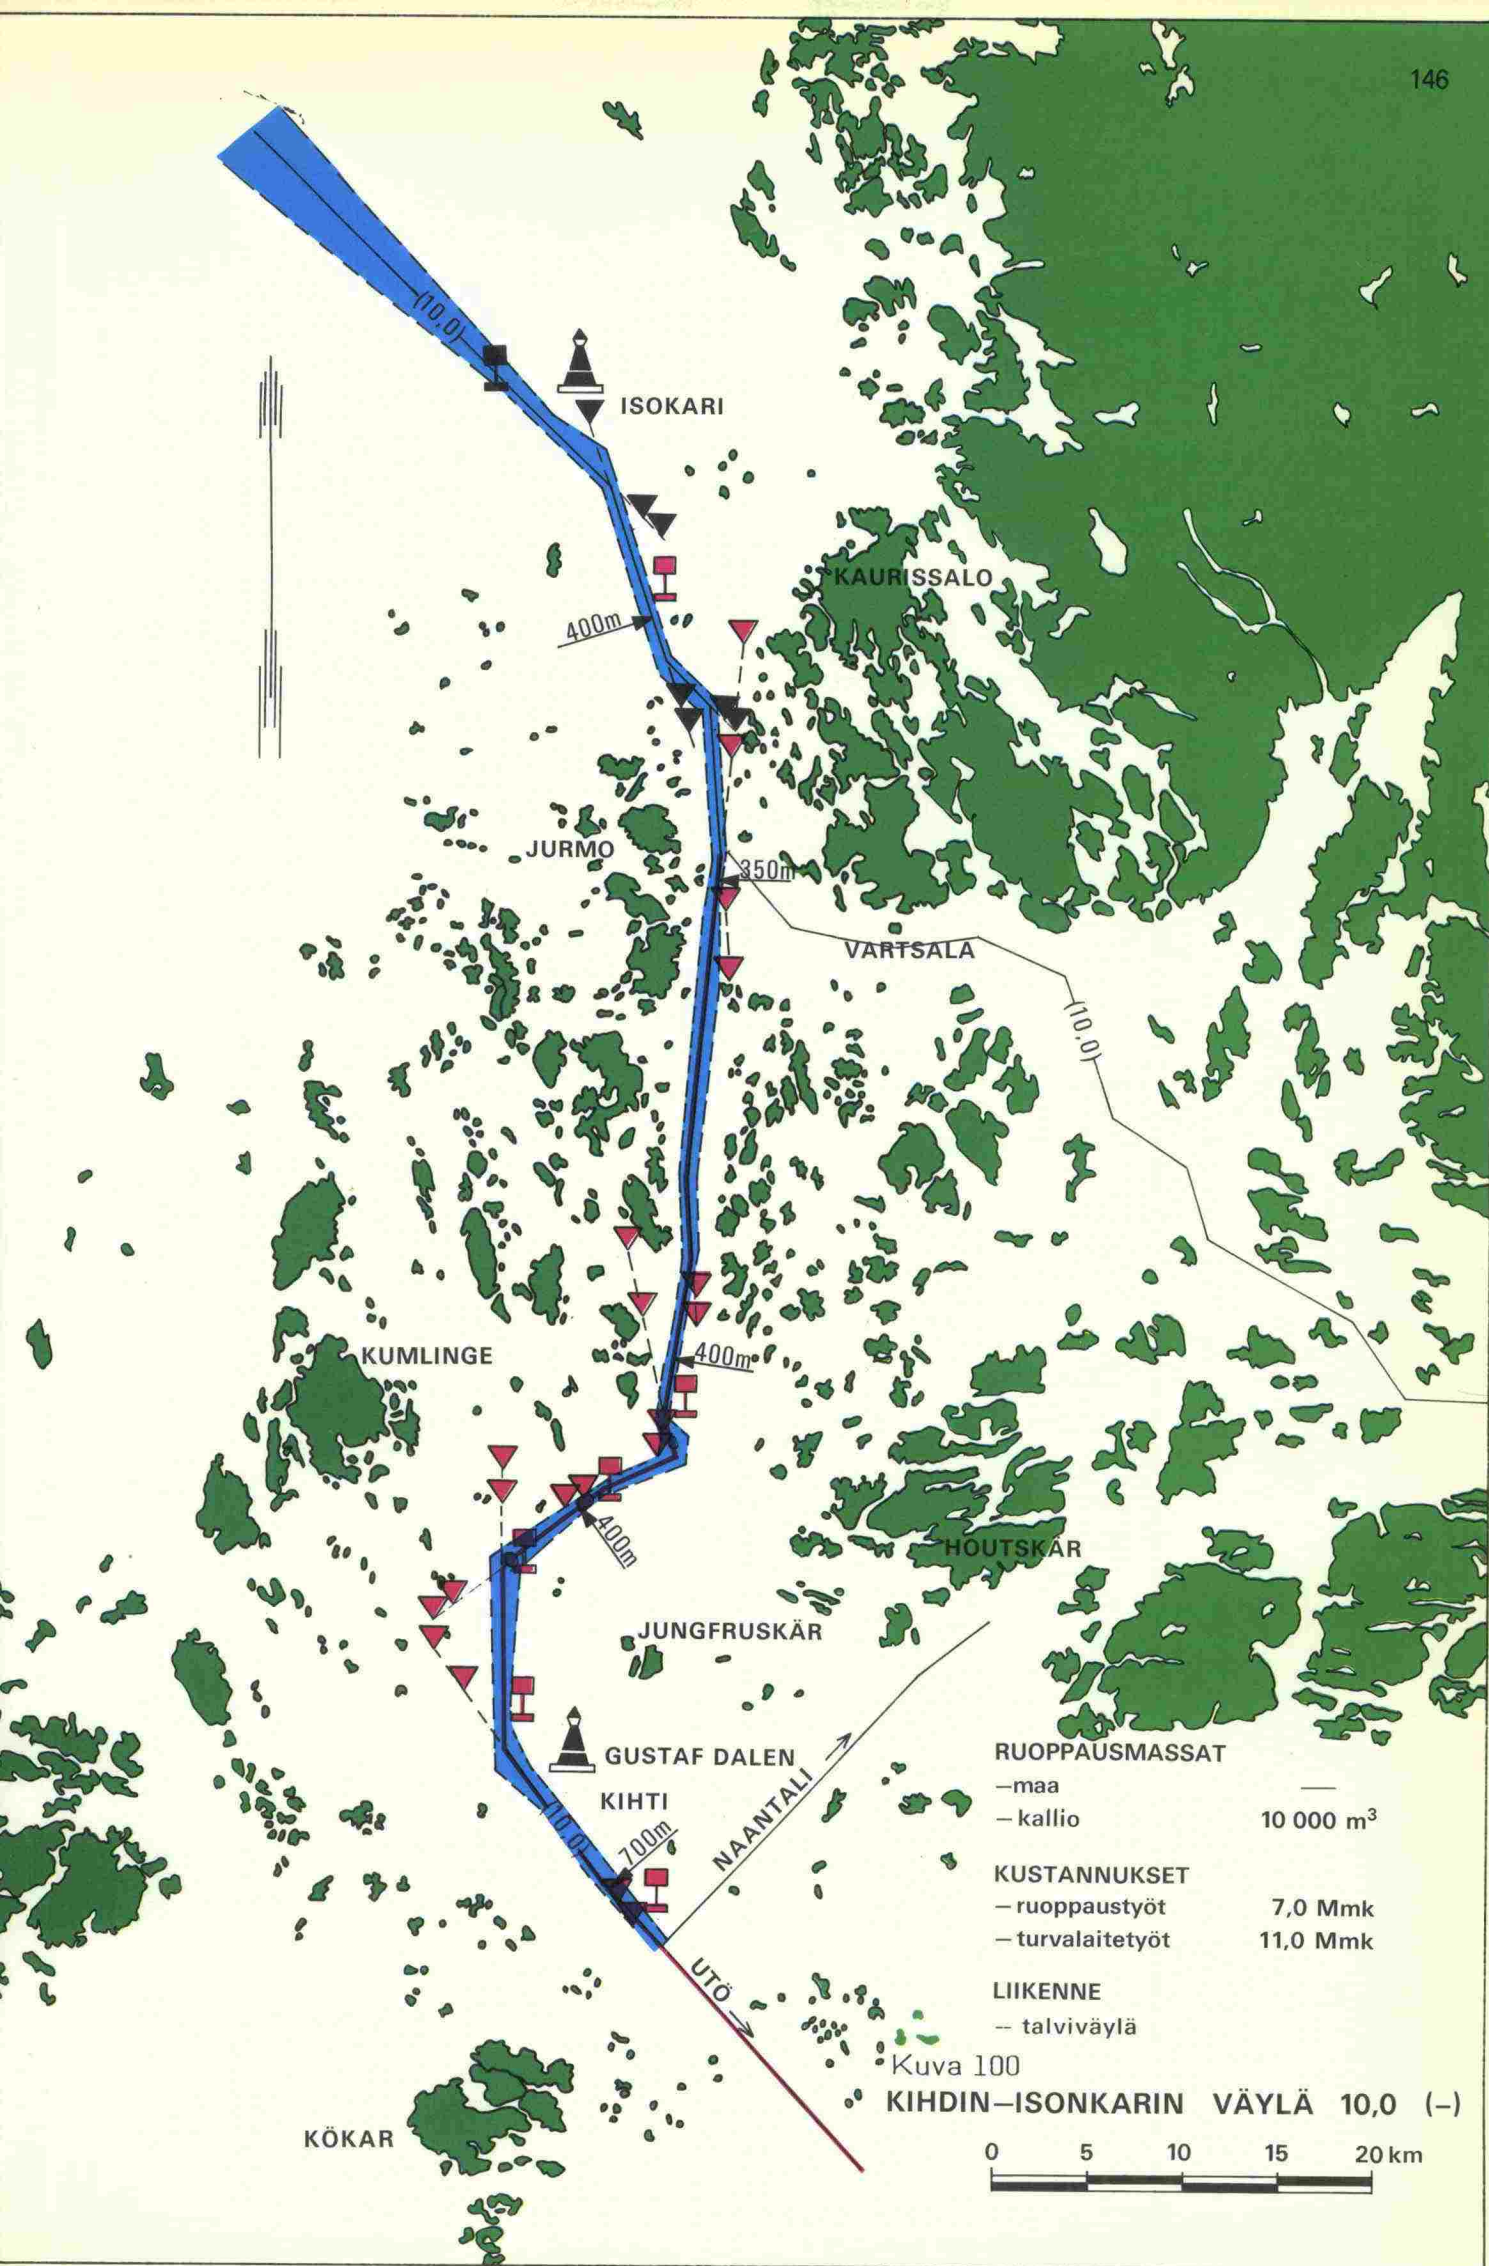 146
(10,0)
ISOKARI
KAURISSALO
400m
JURMO
350m
VARTSALA
(10,0)
KUMLINGE
400m
400m
HOUTSKÄR
JUNGFRUSKÄR
GUSTAF DALEN
KIHTI
NAANTALI
(10,0)
700m
UTÖ
KÖKAR
RUOPPAUSMASSAT
–maa —
– kallio 10 000 m³
KUSTANNUKSET
– ruoppaustyöt 7,0 Mmk
– turvalaitetyöt 11,0 Mmk
LIIKENNE
-- talviväylä
Kuva 100
KIHDIN–ISONKARIN VÄYLÄ 10,0 (–)
0 5 10 15 20 km